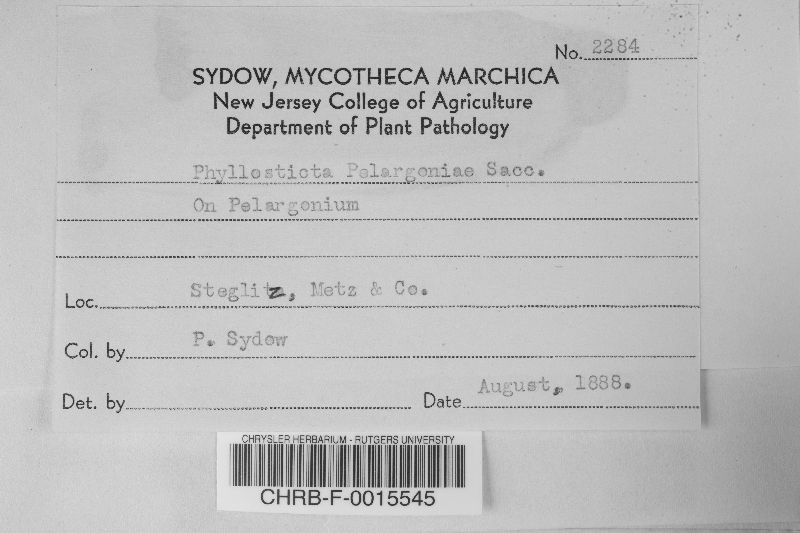 No. 2284
SYDOW, MYCOTHECA MARCHICA
New Jersey College of Agriculture
Department of Plant Pathology
Phyllosticta Pelargoniae Sacc.
On Pelargonium
Loc. Steglitz, Metz & Co.
Col. by P. Sydow
Det. by Date August, 1888.
CHRYSLER HERBARIUM - RUTGERS UNIVERSITY
CHRB-F-0015545